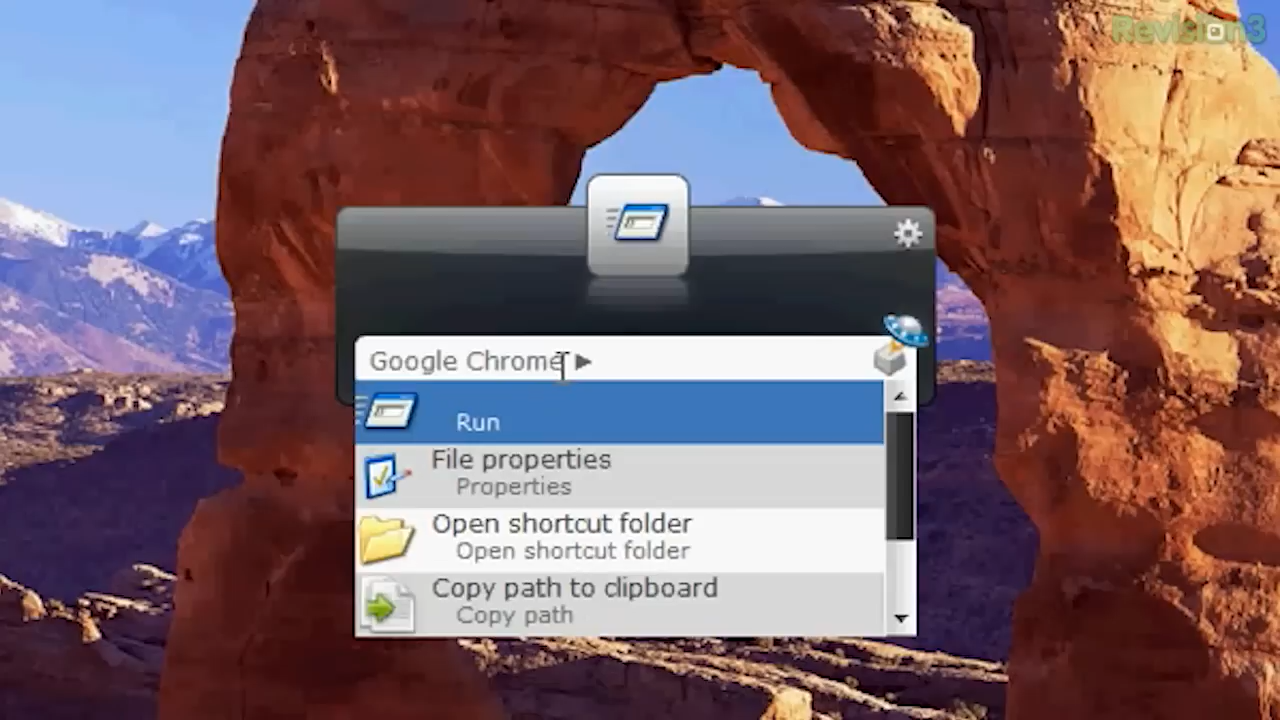 Revision3
Google Chrome ▶
Run
File properties
Properties
Open shortcut folder
Open shortcut folder
Copy path to clipboard
Copy path